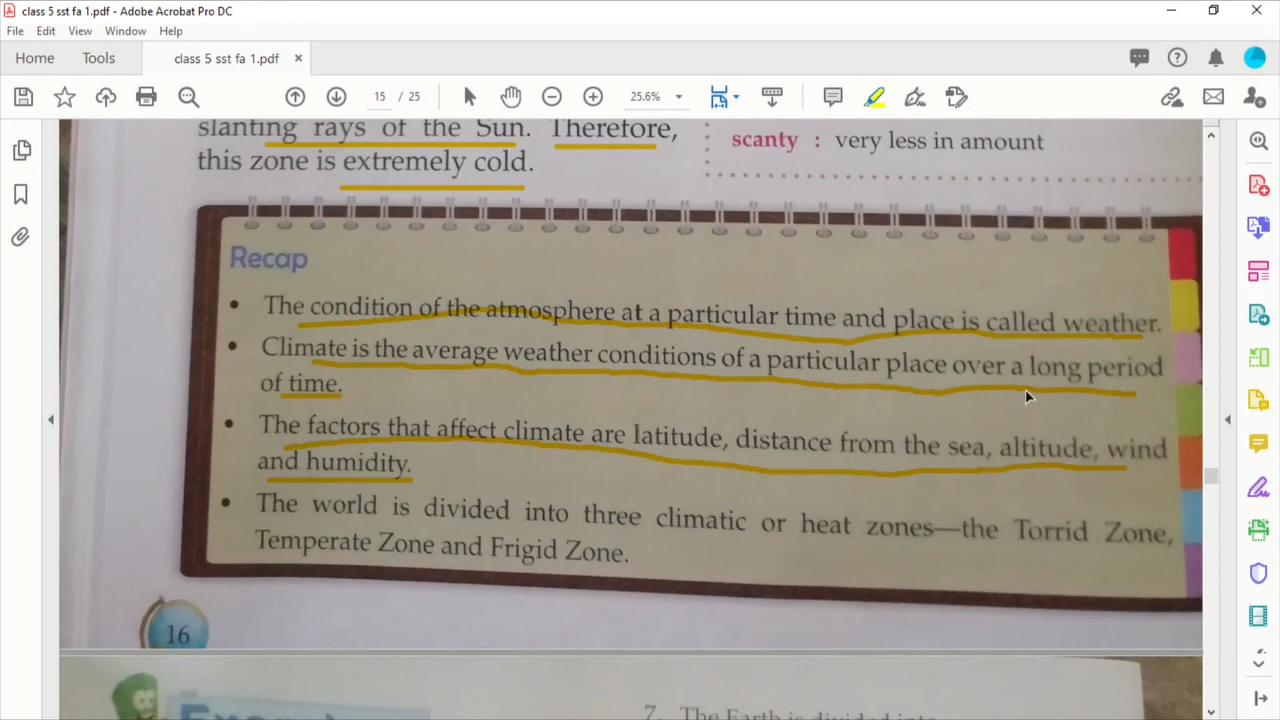 class 5 sst fa 1.pdf - Adobe Acrobat Pro DC
File Edit View Window Help
Home Tools class 5 sst fa 1.pdf ×
15 / 25 25.6%
slanting rays of the Sun. Therefore,
this zone is extremely cold.
scanty : very less in amount
Recap
• The condition of the atmosphere at a particular time and place is called weather.
• Climate is the average weather conditions of a particular place over a long period
of time.
• The factors that affect climate are latitude, distance from the sea, altitude, wind
and humidity.
• The world is divided into three climatic or heat zones—the Torrid Zone,
Temperate Zone and Frigid Zone.
16
7. The Earth is divided into